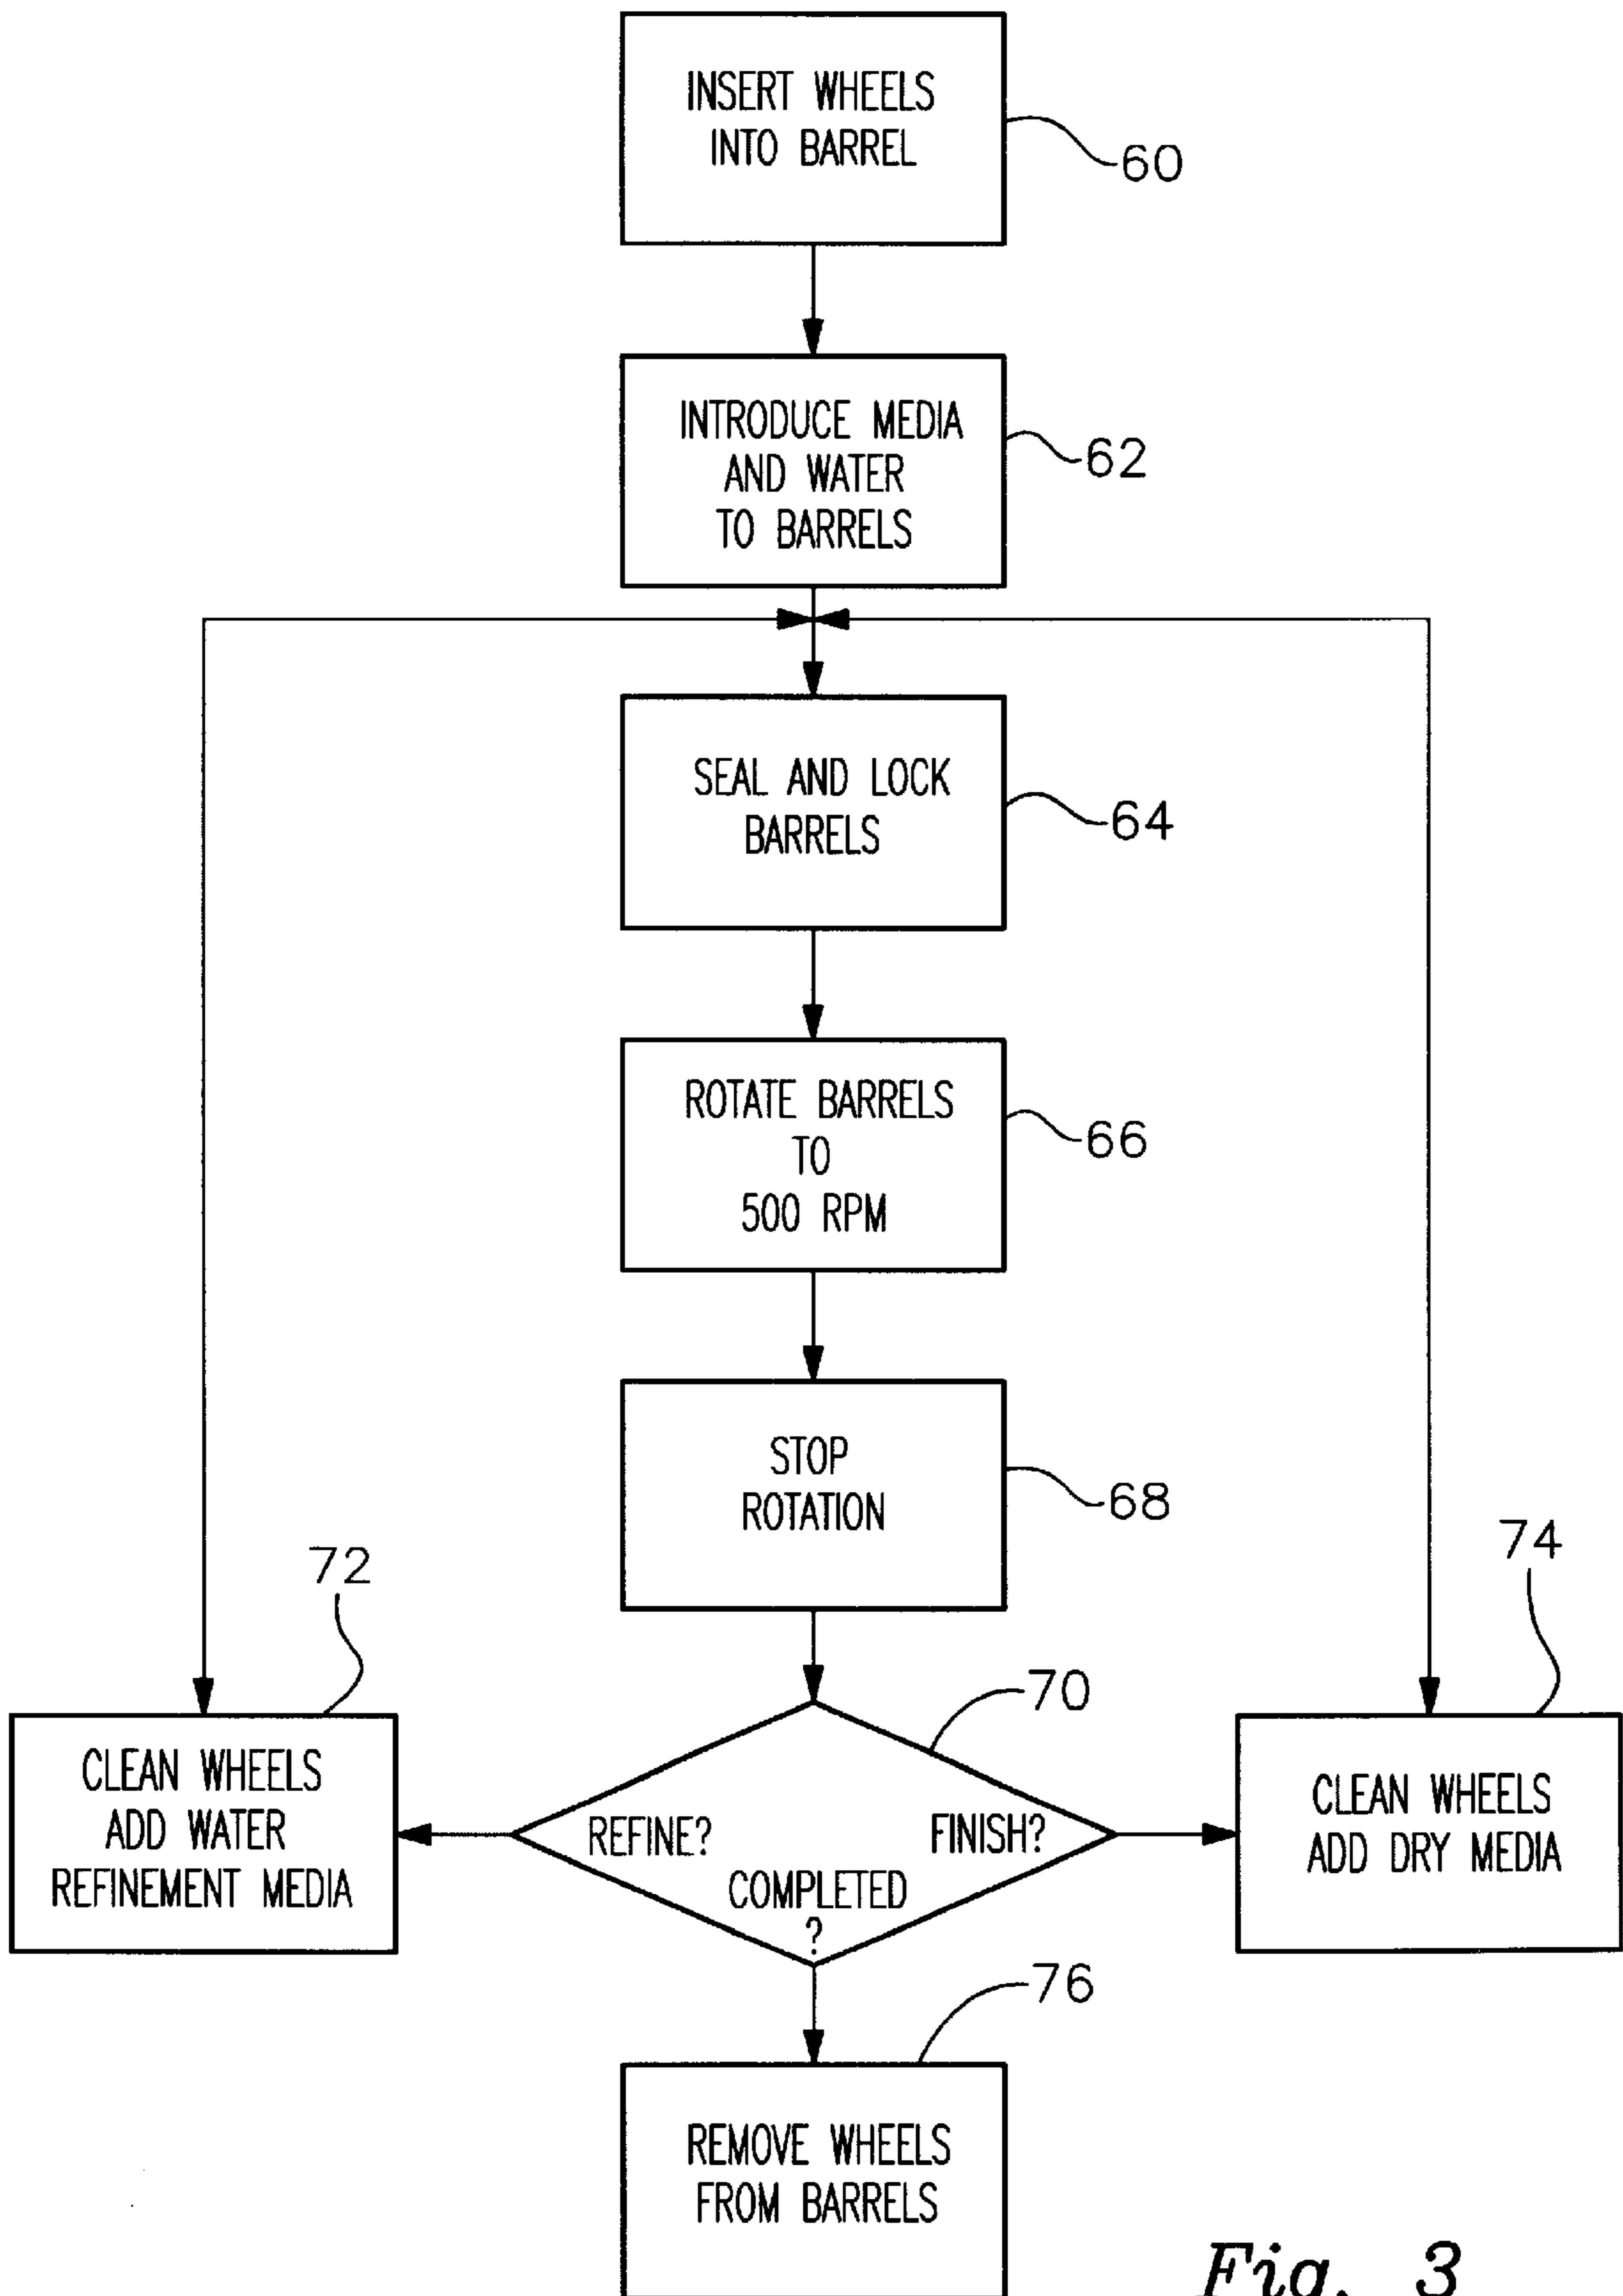 INSERT WHEELS
INTO BARREL
60
INTRODUCE MEDIA
AND WATER
TO BARRELS
62
SEAL AND LOCK
BARRELS
64
ROTATE BARRELS
TO
500 RPM
66
STOP
ROTATION
68
72
74
70
CLEAN WHEELS
ADD WATER
REFINEMENT MEDIA
REFINE?
FINISH?
COMPLETED
?
CLEAN WHEELS
ADD DRY MEDIA
76
REMOVE WHEELS
FROM BARRELS
Fig. 3